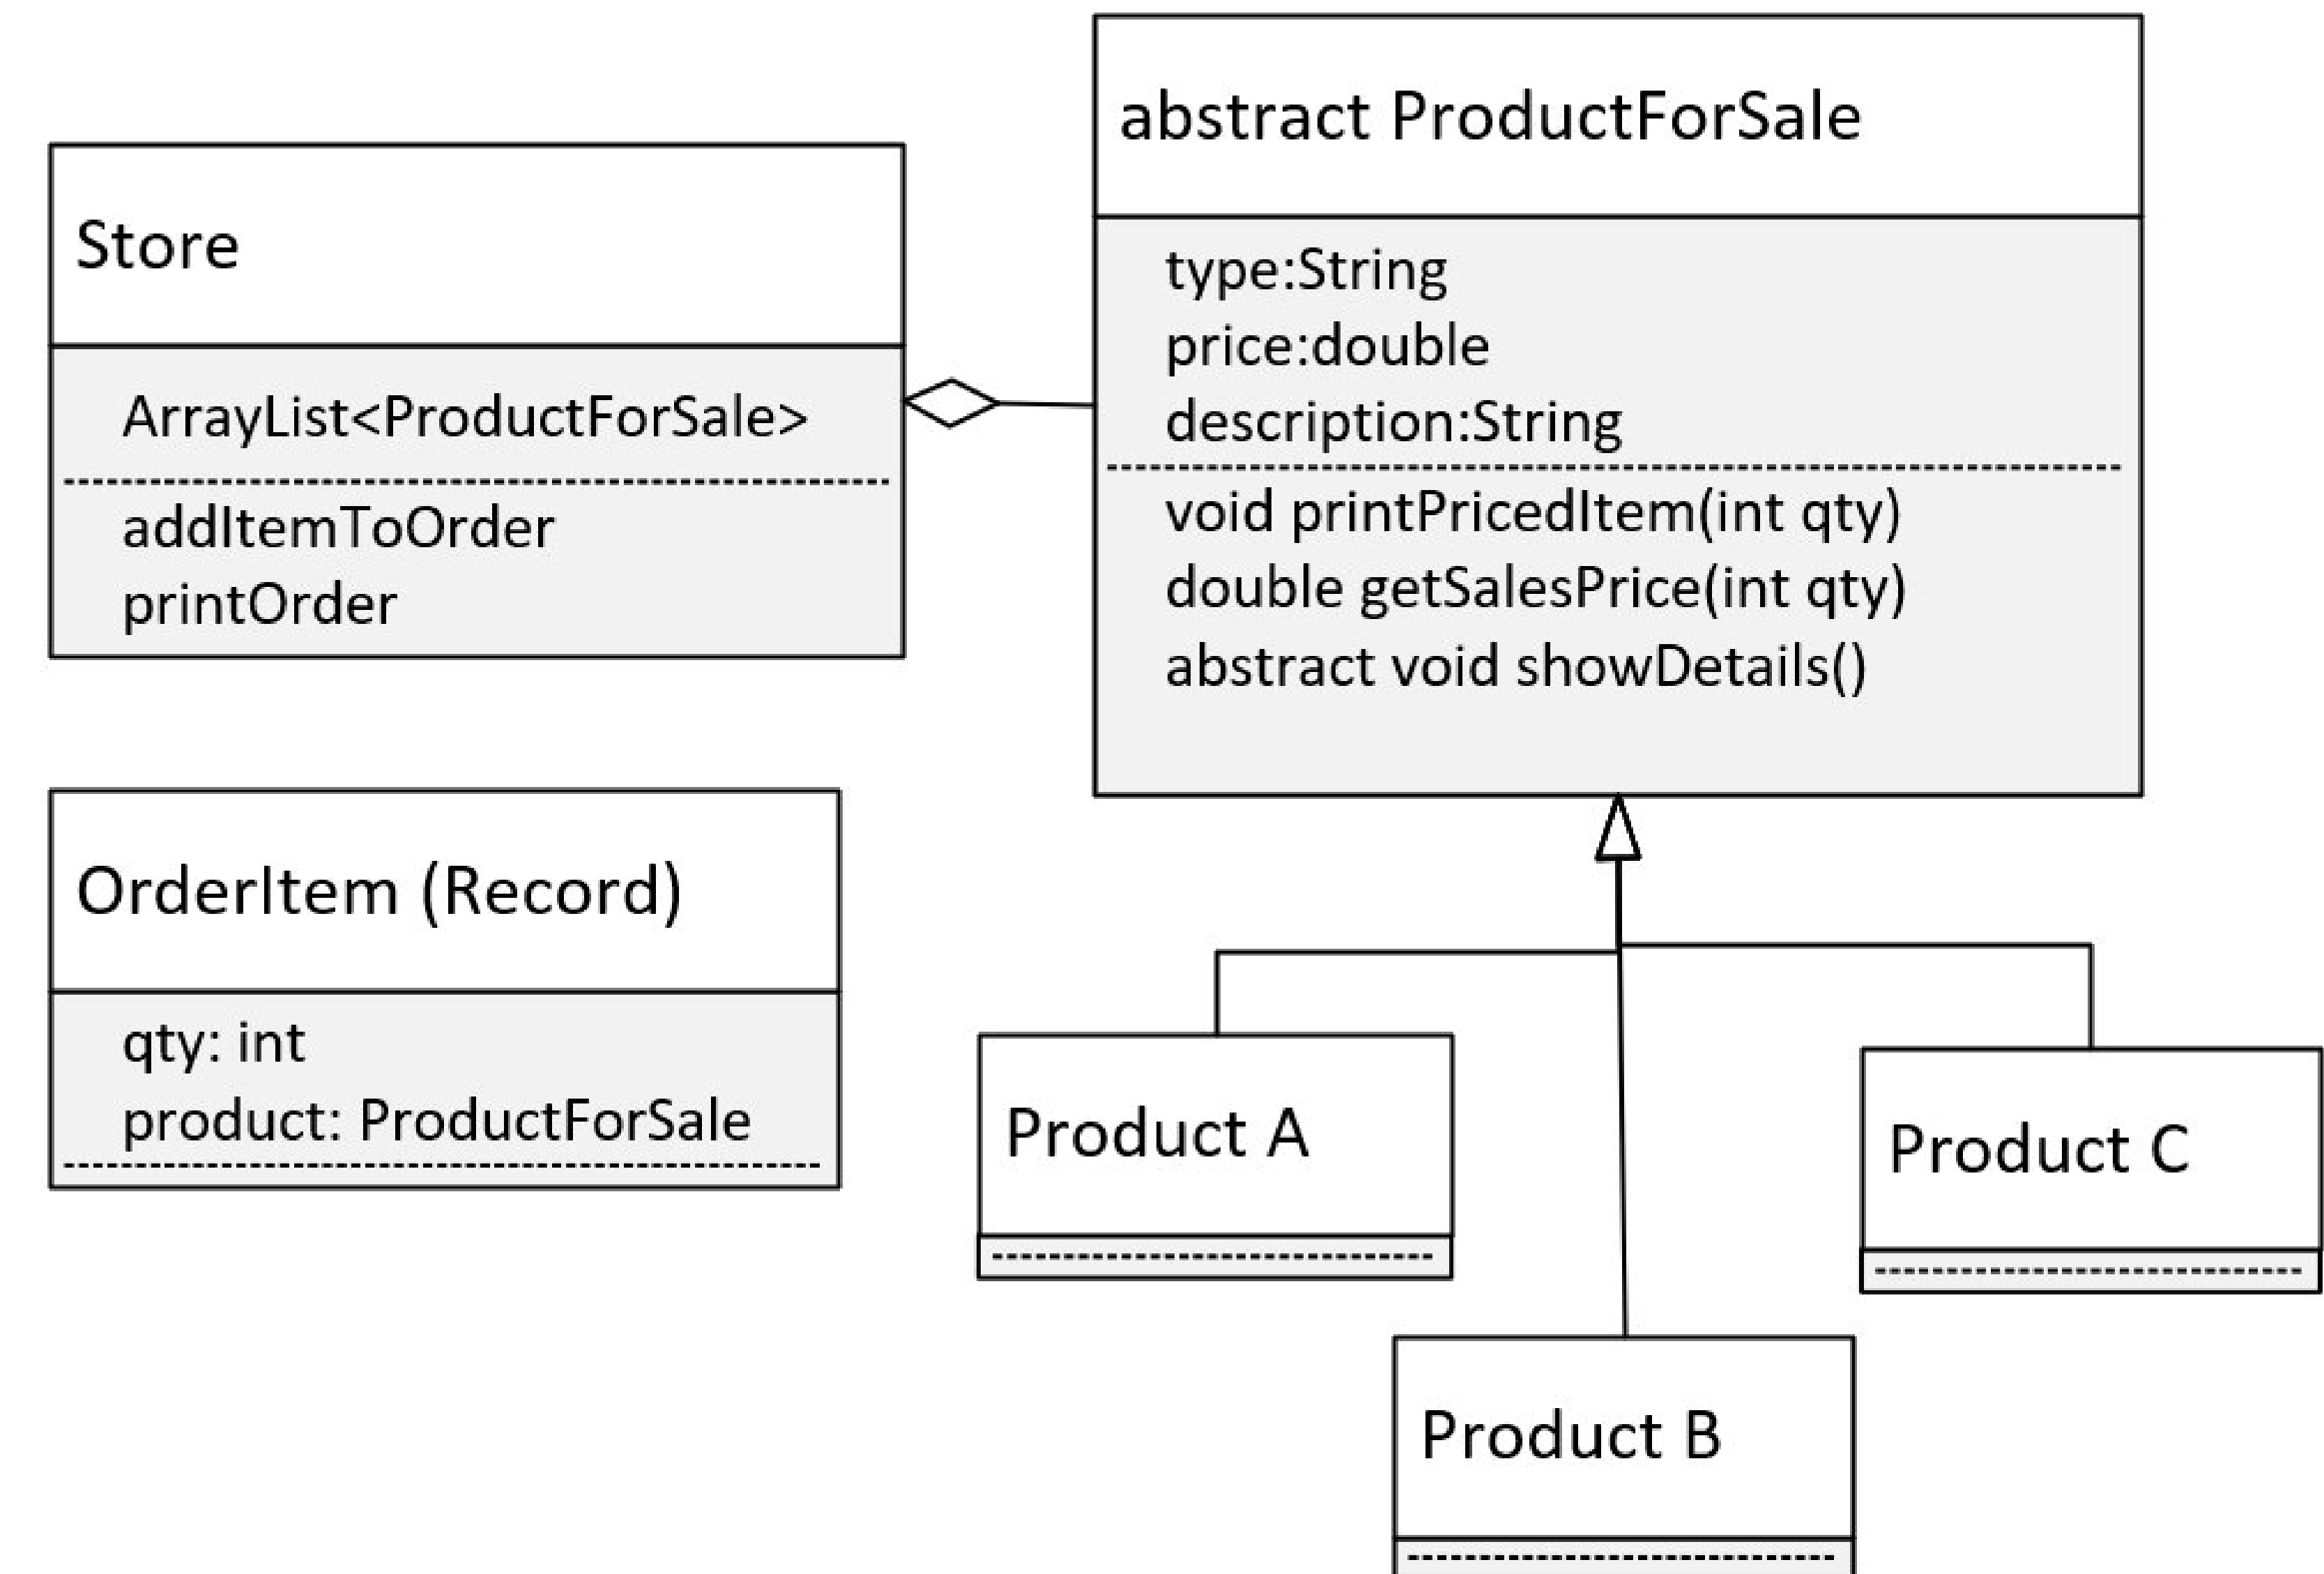 Store
ArrayList<ProductForSale>
addItemToOrder
printOrder
abstract ProductForSale
type:String
price:double
description:String
void printPricedItem(int qty)
double getSalesPrice(int qty)
abstract void showDetails()
OrderItem (Record)
qty: int
product: ProductForSale
Product A
Product B
Product C